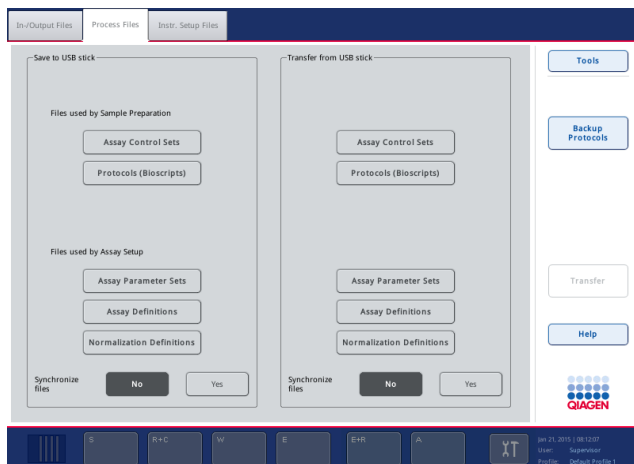 In-/Output Files
Process Files
Instr. Setup Files
Save to USB stick
Files used by Sample Preparation
Assay Control Sets
Protocols (Bioscripts)
Files used by Assay Setup
Assay Parameter Sets
Assay Definitions
Normalization Definitions
Synchronize
files
No
Yes
Transfer from USB stick
Assay Control Sets
Protocols (Bioscripts)
Assay Parameter Sets
Assay Definitions
Normalization Definitions
Synchronize
files
No
Yes
Tools
Backup
Protocols
Transfer
Help
QIAGEN
S
R+C
W
E
E+R
A
Jan 21, 2015 | 08:12:07
User: Supervisor
Profile: Default Profile 1